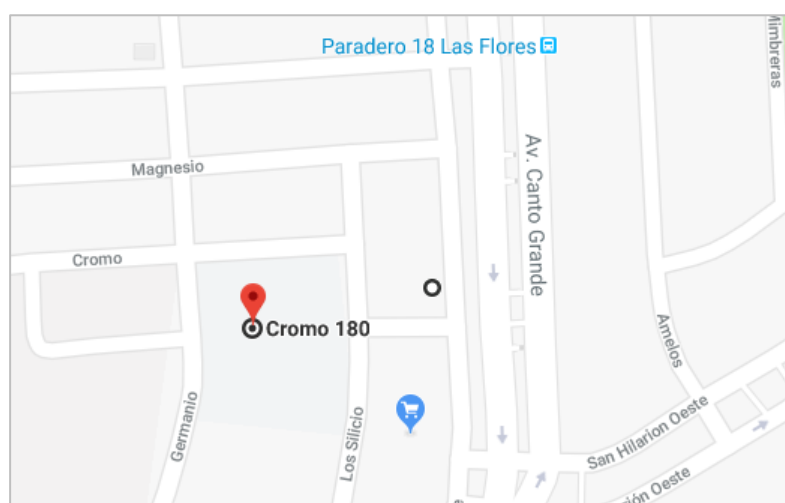 Paradero 18 Las Flores
Mimbreras
Magnesio
Av. Canto Grande
Cromo
Cromo 180
Amelos
Germanio
Los Silicio
San Hilarion Oeste
Oeste